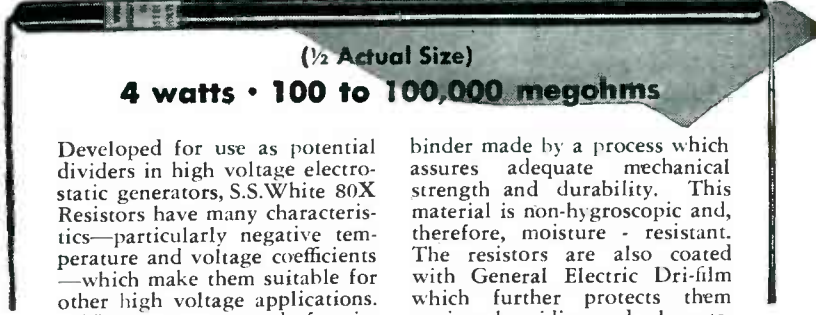 (½ Actual Size)
4 watts • 100 to 100,000 megohms
Developed for use as potential
dividers in high voltage electro-
static generators, S.S.White 80X
Resistors have many characteris-
tics—particularly negative tem-
perature and voltage coefficients
—which make them suitable for
other high voltage applications.
binder made by a process which
assures adequate mechanical
strength and durability. This
material is non-hygroscopic and,
therefore, moisture - resistant.
The resistors are also coated
with General Electric Dri-film
which further protects them